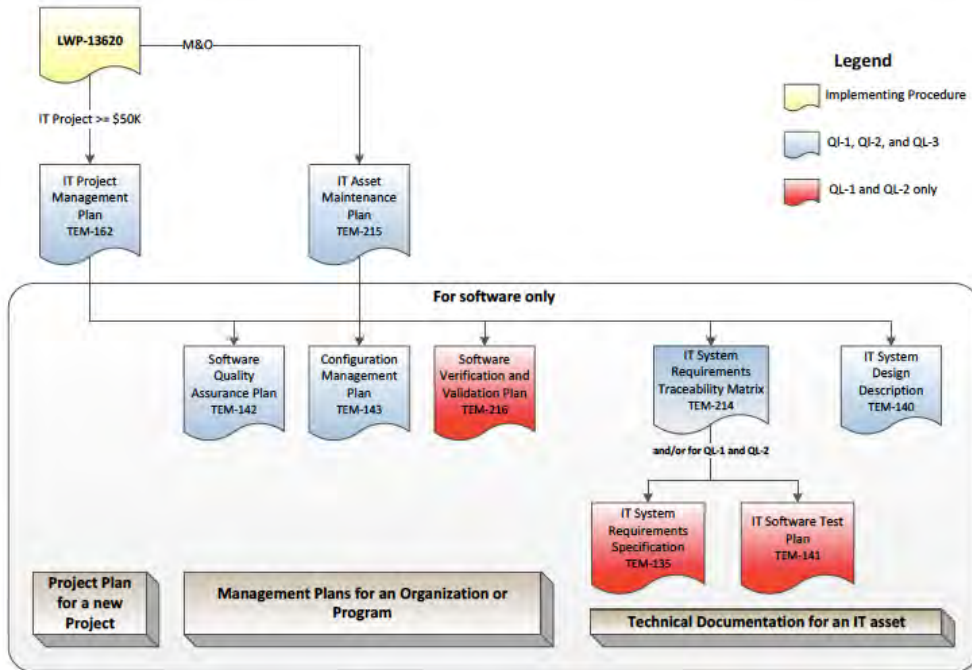 LWP-13620
M&O
IT Project >= $50K
Legend
Implementing Procedure
Ql-1, Ql-2, and QL-3
QL-1 and QL-2 only
IT Project
Management
Plan
TEM-162
IT Asset
Maintenance
Plan
TEM-215
For software only
Software
Quality
Assurance Plan
TEM-142
Configuration
Management
Plan
TEM-143
Software
Verification and
Validation Plan
TEM-216
IT System
Requirements
Traceability Matrix
TEM-214
IT System
Design
Description
TEM-140
and/or for QL-1 and QL-2
IT System
Requirements
Specification
TEM-135
IT Software Test
Plan
TEM-141
Project Plan
for a new
Project
Management Plans for an Organization or
Program
Technical Documentation for an IT asset